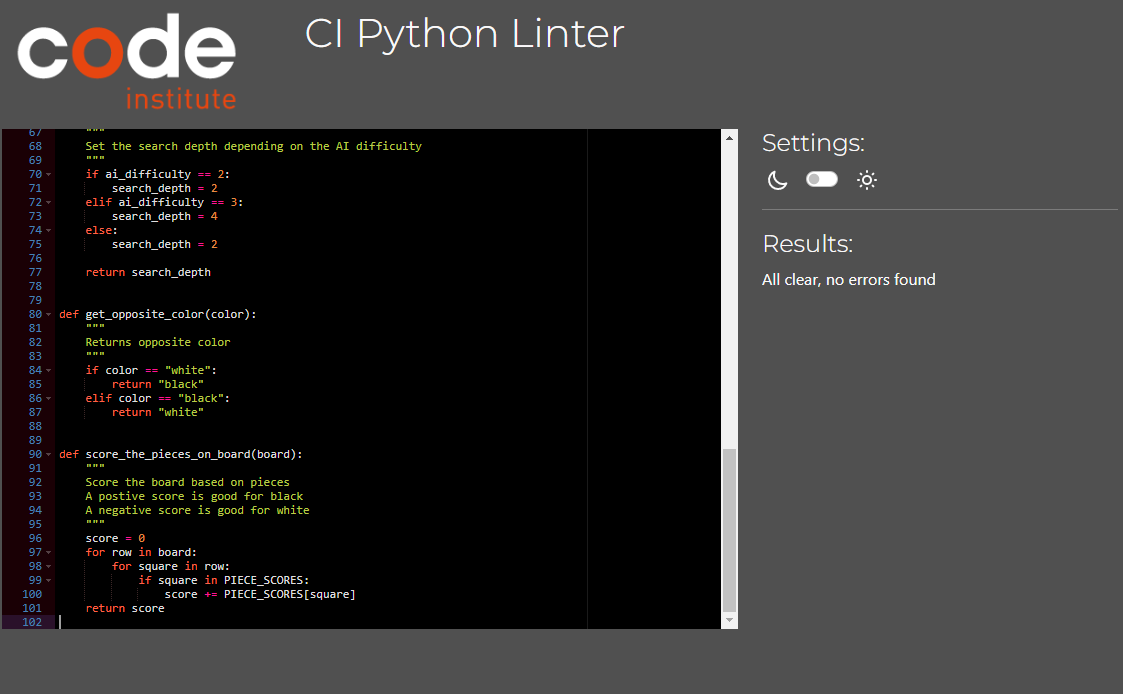 code
institute
CI Python Linter
67 """
68 Set the search depth depending on the AI difficulty
69 """
70 if ai_difficulty == 2:
71 search_depth = 2
72 elif ai_difficulty == 3:
73 search_depth = 4
74 else:
75 search_depth = 2
76
77 return search_depth
78
79
80 def get_opposite_color(color):
81 """
82 Returns opposite color
83 """
84 if color == "white":
85 return "black"
86 elif color == "black":
87 return "white"
88
89
90 def score_the_pieces_on_board(board):
91 """
92 Score the board based on pieces
93 A postive score is good for black
94 A negative score is good for white
95 """
96 score = 0
97 for row in board:
98 for square in row:
99 if square in PIECE_SCORES:
100 score += PIECE_SCORES[square]
101 return score
102
Settings:
Results:
All clear, no errors found